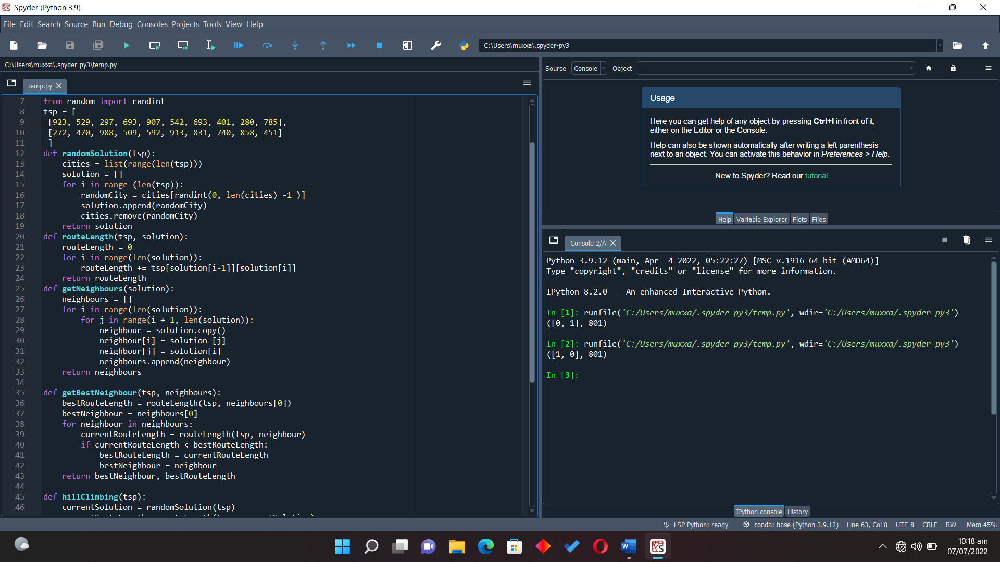 Spyder (Python 3.9)
File Edit Search Source Run Debug Consoles Projects Tools View Help
C:\Users\muxxa\.spyder-py3
C:\Users\muxxa\.spyder-py3\temp.py
temp.py
7 from random import randint
8 tsp = [
9 [923, 529, 297, 693, 907, 542, 693, 401, 280, 785],
10 [272, 470, 988, 509, 592, 913, 831, 740, 858, 451]
11 ]
12 def randomSolution(tsp):
13 cities = list(range(len(tsp)))
14 solution = []
15 for i in range (len(tsp)):
16 randomCity = cities[randint(0, len(cities) -1 )]
17 solution.append(randomCity)
18 cities.remove(randomCity)
19 return solution
20 def routeLength(tsp, solution):
21 routeLength = 0
22 for i in range(len(solution)):
23 routeLength += tsp[solution[i-1]][solution[i]]
24 return routeLength
25 def getNeighbours(solution):
26 neighbours = []
27 for i in range(len(solution)):
28 for j in range(i + 1, len(solution)):
29 neighbour = solution.copy()
30 neighbour[i] = solution [j]
31 neighbour[j] = solution[i]
32 neighbours.append(neighbour)
33 return neighbours
34
35 def getBestNeighbour(tsp, neighbours):
36 bestRouteLength = routeLength(tsp, neighbours[0])
37 bestNeighbour = neighbours[0]
38 for neighbour in neighbours:
39 currentRouteLength = routeLength(tsp, neighbour)
40 if currentRouteLength < bestRouteLength:
41 bestRouteLength = currentRouteLength
42 bestNeighbour = neighbour
43 return bestNeighbour, bestRouteLength
44
45 def hillClimbing(tsp):
46 currentSolution = randomSolution(tsp)
Source Console Object
Usage
Here you can get help of any object by pressing Ctrl+I in front of it,
either on the Editor or the Console.
Help can also be shown automatically after writing a left parenthesis
next to an object. You can activate this behavior in Preferences > Help.
New to Spyder? Read our tutorial
Help Variable Explorer Plots Files
Console 2/A
Python 3.9.12 (main, Apr 4 2022, 05:22:27) [MSC v.1916 64 bit (AMD64)]
Type "copyright", "credits" or "license" for more information.
IPython 8.2.0 -- An enhanced Interactive Python.
In [1]: runfile('C:/Users/muxxa/.spyder-py3/temp.py', wdir='C:/Users/muxxa/.spyder-py3')
([0, 1], 801)
In [2]: runfile('C:/Users/muxxa/.spyder-py3/temp.py', wdir='C:/Users/muxxa/.spyder-py3')
([1, 0], 801)
In [3]:
IPython console History
LSP Python: ready conda: base (Python 3.9.12) Line 63, Col 8 UTF-8 CRLF RW Mem 45%
10:18 am
07/07/2022